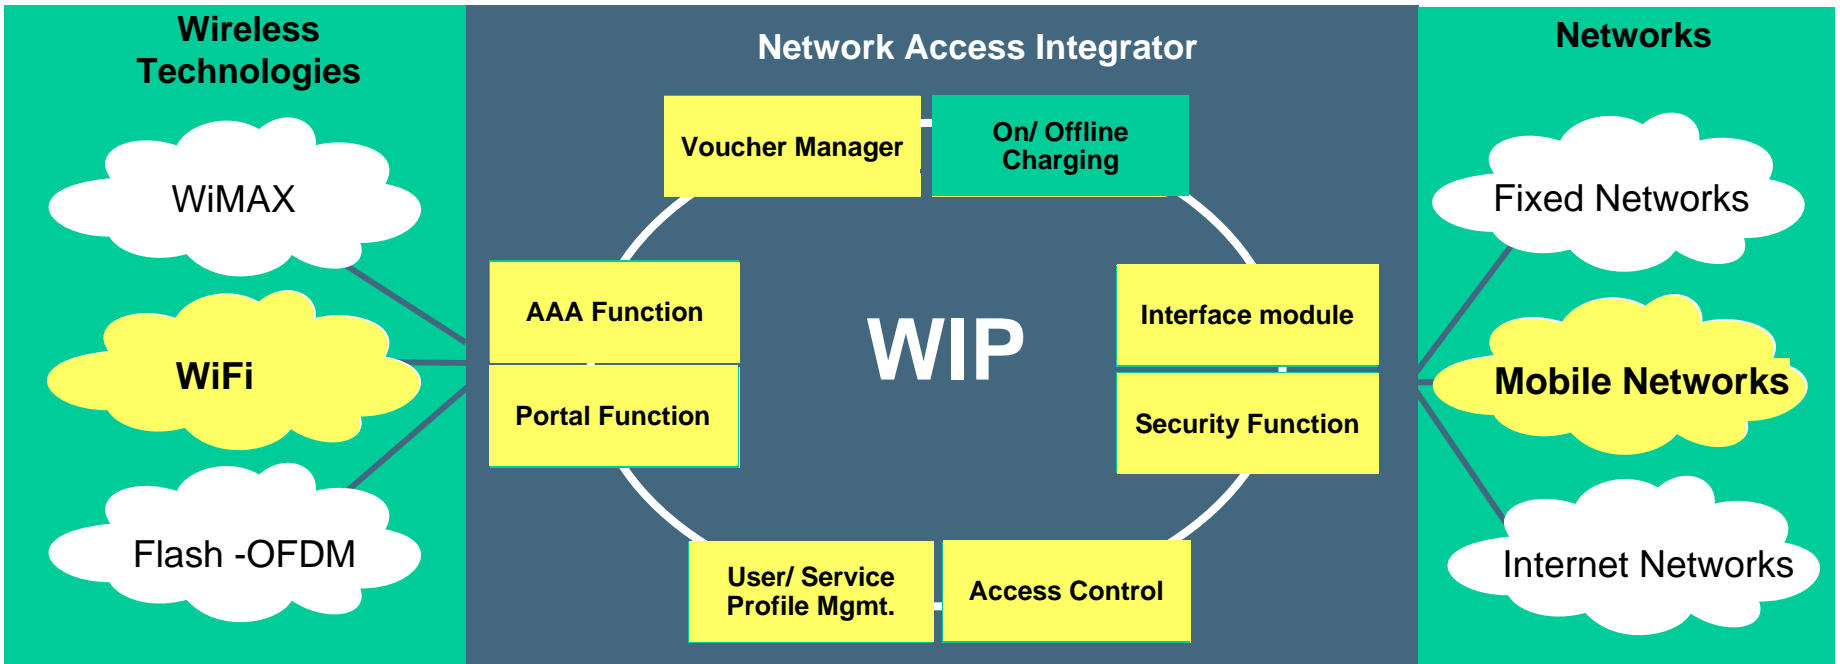 Wireless
Technologies
WiMAX
WiFi
Flash -OFDM
Network Access Integrator
Voucher Manager
On/ Offline
Charging
AAA Function
Portal Function
WIP
Interface module
Security Function
User/ Service
Profile Mgmt.
Access Control
Networks
Fixed Networks
Mobile Networks
Internet Networks